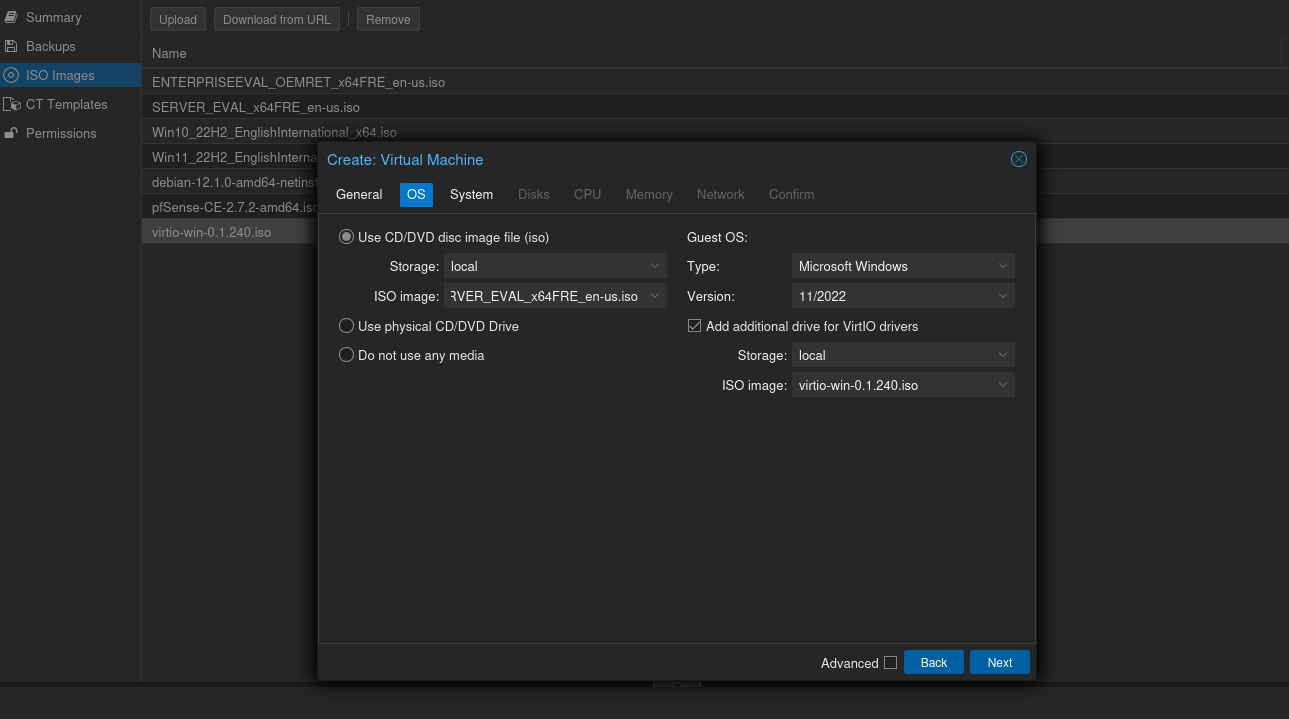 Summary
Backups
ISO Images
CT Templates
Permissions
Upload Download from URL Remove
Name
ENTERPRISEEVAL_OEMRET_x64FRE_en-us.iso
SERVER_EVAL_x64FRE_en-us.iso
Win10_22H2_EnglishInternational_x64.iso
Win11_22H2_EnglishInterna
debian-12.1.0-amd64-netinst
pfSense-CE-2.7.2-amd64.iso
virtio-win-0.1.240.iso
Create: Virtual Machine
General OS System Disks CPU Memory Network Confirm
Use CD/DVD disc image file (iso)
Storage: local
ISO image: RVER_EVAL_x64FRE_en-us.iso
Use physical CD/DVD Drive
Do not use any media
Guest OS:
Type: Microsoft Windows
Version: 11/2022
Add additional drive for VirtIO drivers
Storage: local
ISO image: virtio-win-0.1.240.iso
Advanced Back Next